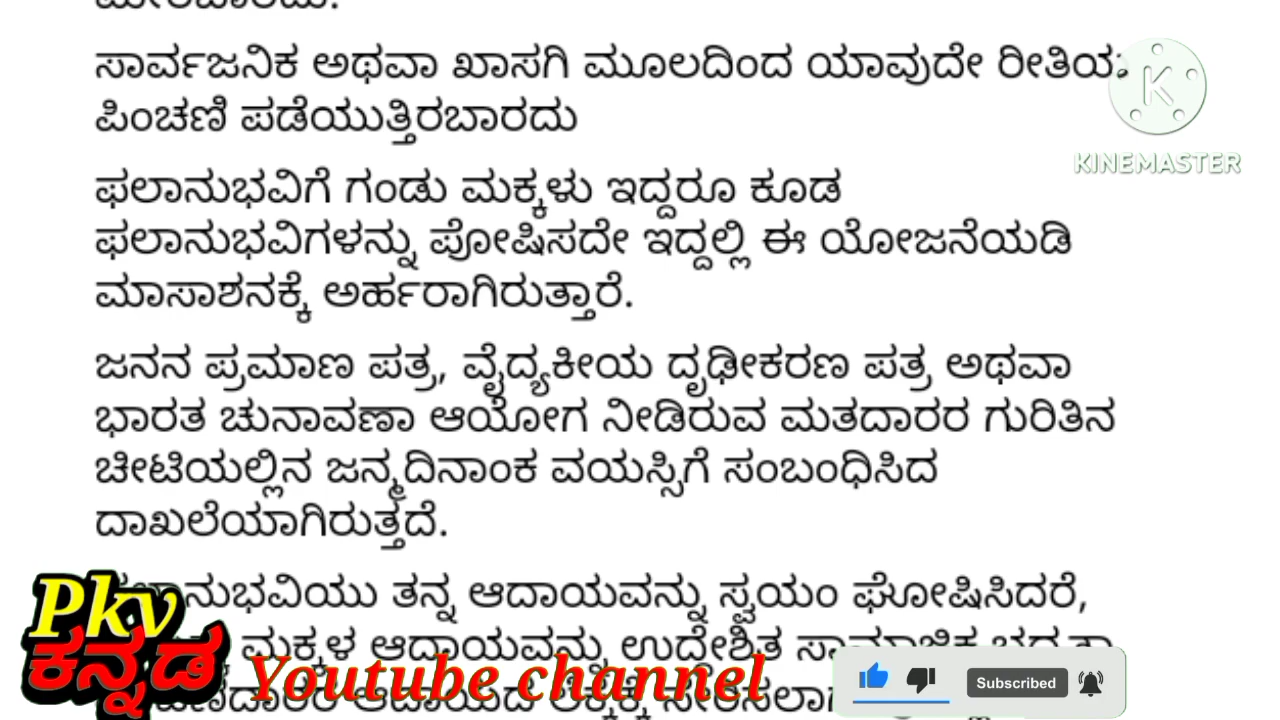 ಸಾರ್ವಜನಿಕ ಅಥವಾ ಖಾಸಗಿ ಮೂಲದಿಂದ ಯಾವುದೇ ರೀತಿಯ
ಪಿಂಚಣಿ ಪಡೆಯುತ್ತಿರಬಾರದು
KINEMASTER
ಫಲಾನುಭವಿಗೆ ಗಂಡು ಮಕ್ಕಳು ಇದ್ದರೂ ಕೂಡ
ಫಲಾನುಭವಿಗಳನ್ನು ಪೋಷಿಸದೇ ಇದ್ದಲ್ಲಿ ಈ ಯೋಜನೆಯಡಿ
ಮಾಸಾಶನಕ್ಕೆ ಅರ್ಹರಾಗಿರುತ್ತಾರೆ.
ಜನನ ಪ್ರಮಾಣ ಪತ್ರ, ವೈದ್ಯಕೀಯ ದೃಢೀಕರಣ ಪತ್ರ ಅಥವಾ
ಭಾರತ ಚುನಾವಣಾ ಆಯೋಗ ನೀಡಿರುವ ಮತದಾರರ ಗುರಿತಿನ
ಚೀಟಿಯಲ್ಲಿನ ಜನ್ಮದಿನಾಂಕ ವಯಸ್ಸಿಗೆ ಸಂಬಂಧಿಸಿದ
ದಾಖಲೆಯಾಗಿರುತ್ತದೆ.
ತನ್ನ ಆದಾಯವನ್ನು ಸ್ವಯಂ ಘೋಷಿಸಿದರೆ,
ಮಕ್ಕಳ ಆದಾಯವನ್ನು ಉದ್ದೇಶಿತ ಸಾಮಾಜಿಕ
Pkv
ಕನ್ನಡ
Youtube channel
Subscribed